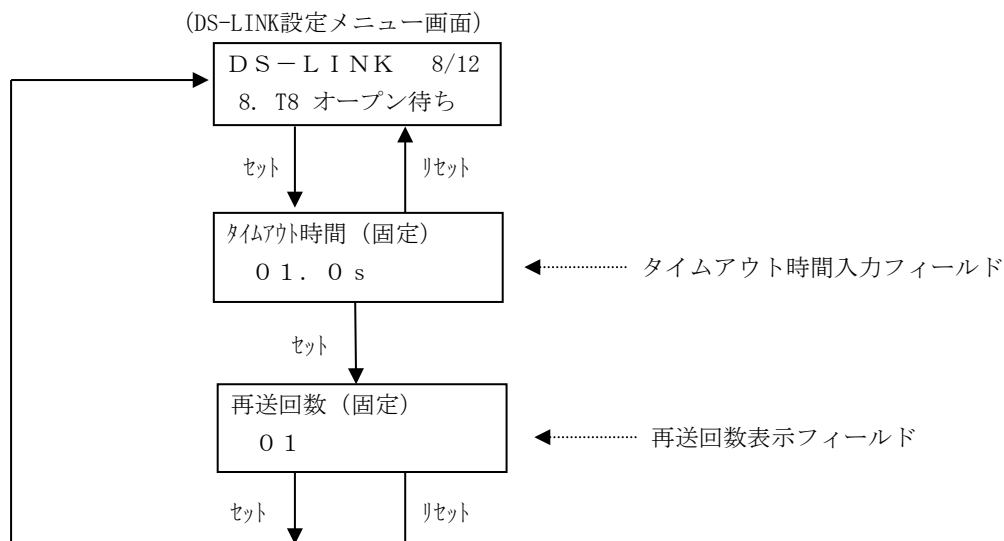 (DS-LINK設定メニュー画面)
DS-LINK 8/12
8. T8 オープン待ち
ｾｯﾄ ﾘｾｯﾄ
ﾀｲﾑｱｳﾄ時間 (固定)
01.0s
タイムアウト時間入力フィールド
ｾｯﾄ
再送回数 (固定)
01
再送回数表示フィールド
ｾｯﾄ ﾘｾｯﾄ